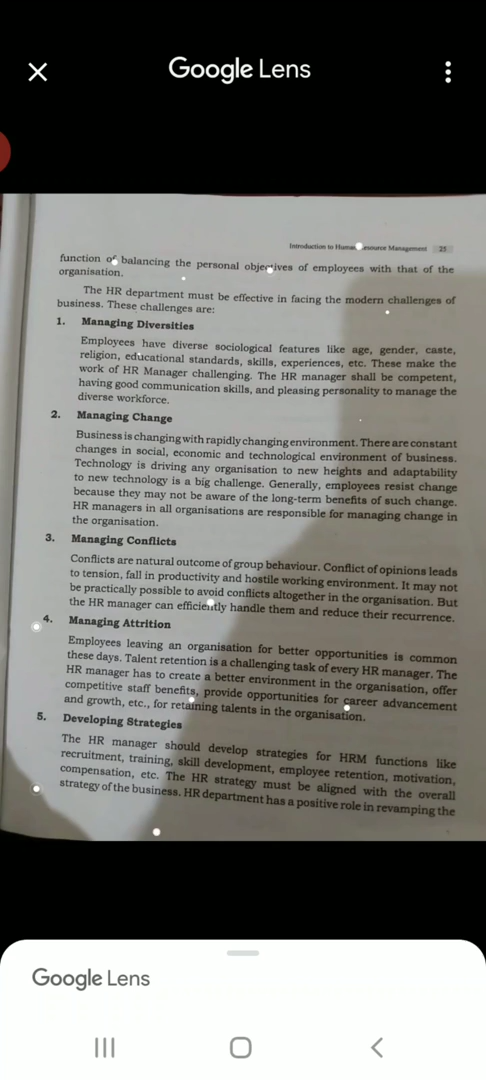 Google Lens
Introduction to Human Resource Management 25
function of balancing the personal objectives of employees with that of the
organisation.
The HR department must be effective in facing the modern challenges of
business. These challenges are:
1. Managing Diversities
Employees have diverse sociological features like age, gender, caste,
religion, educational standards, skills, experiences, etc. These make the
work of HR Manager challenging. The HR manager shall be competent,
having good communication skills, and pleasing personality to manage the
diverse workforce.
2. Managing Change
Business is changing with rapidly changing environment. There are constant
changes in social, economic and technological environment of business.
Technology is driving any organisation to new heights and adaptability
to new technology is a big challenge. Generally, employees resist change
because they may not be aware of the long-term benefits of such change.
HR managers in all organisations are responsible for managing change in
the organisation.
3. Managing Conflicts
Conflicts are natural outcome of group behaviour. Conflict of opinions leads
to tension, fall in productivity and hostile working environment. It may not
be practically possible to avoid conflicts altogether in the organisation. But
the HR manager can efficiently handle them and reduce their recurrence.
4. Managing Attrition
Employees leaving an organisation for better opportunities is common
these days. Talent retention is a challenging task of every HR manager. The
HR manager has to create a better environment in the organisation, offer
competitive staff benefits, provide opportunities for career advancement
and growth, etc., for retaining talents in the organisation.
5. Developing Strategies
The HR manager should develop strategies for HRM functions like
recruitment, training, skill development, employee retention, motivation,
compensation, etc. The HR strategy must be aligned with the overall
strategy of the business. HR department has a positive role in revamping the
Google Lens